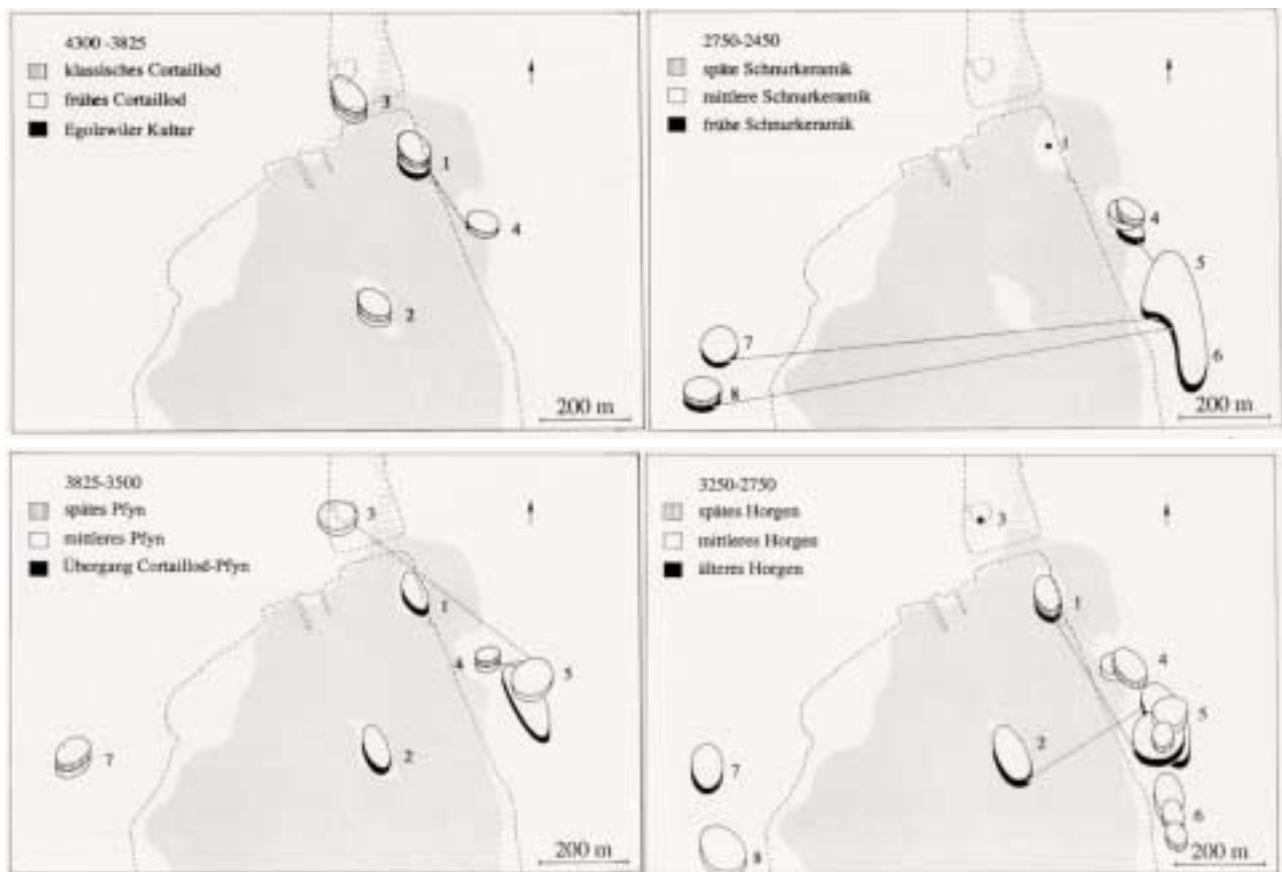 4300 -3825
klassisches Cortaillod
frühes Cortaillod
Egolzwiler Kultur
3
1
4
2
200 m
2750-2450
späte Schnurkeramik
mittlere Schnurkeramik
frühe Schnurkeramik
1
4
5
7
6
8
200 m
3825-3500
spätes Pfyn
mittleres Pfyn
Übergang Cortaillod-Pfyn
3
1
4
5
2
7
200 m
3250-2750
spätes Horgen
mittleres Horgen
älteres Horgen
3
1
4
5
2
7
6
8
200 m